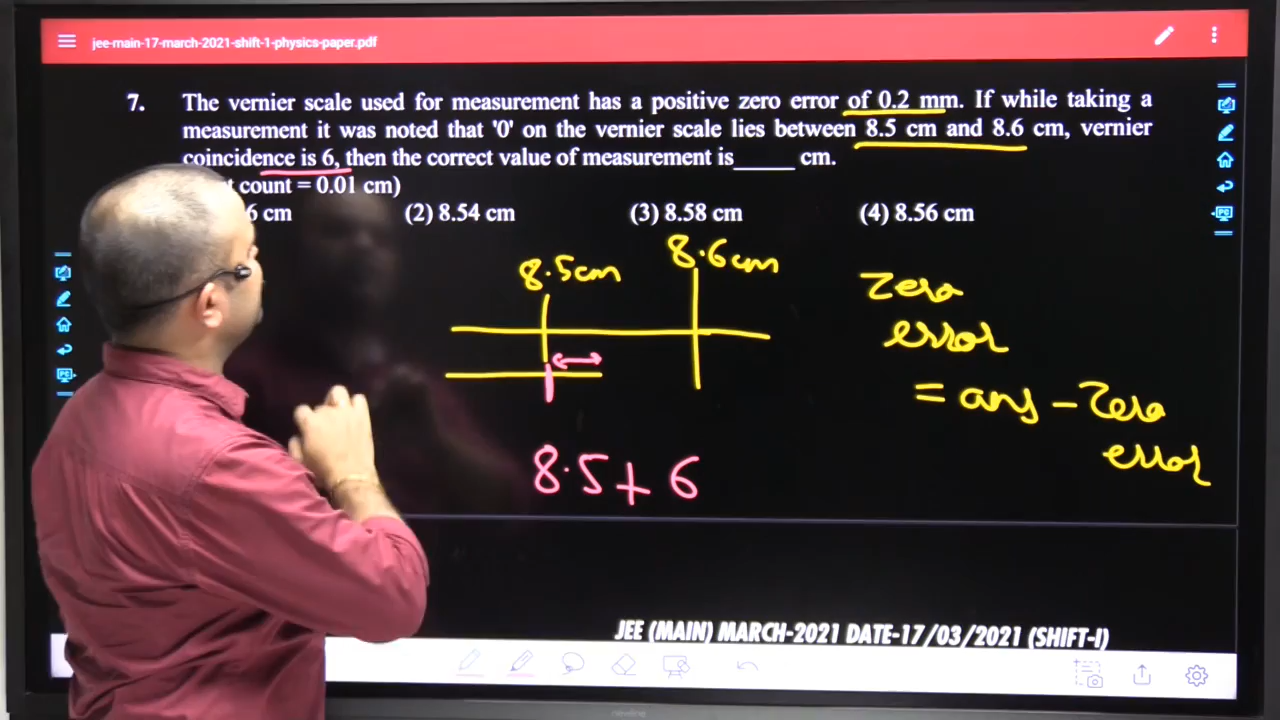 jee-main-17-march-2021-shift-1-physics-paper.pdf
7. The vernier scale used for measurement has a positive zero error of 0.2 mm. If while taking a
measurement it was noted that '0' on the vernier scale lies between 8.5 cm and 8.6 cm, vernier
coincidence is 6, then the correct value of measurement is_____ cm.
count = 0.01 cm)
6 cm (2) 8.54 cm (3) 8.58 cm (4) 8.56 cm
8.5cm 8.6cm
Zero
error
= ans - Zero
error
8.5 + 6
JEE (MAIN) MARCH-2021 DATE-17/03/2021 (SHIFT-I)
newline